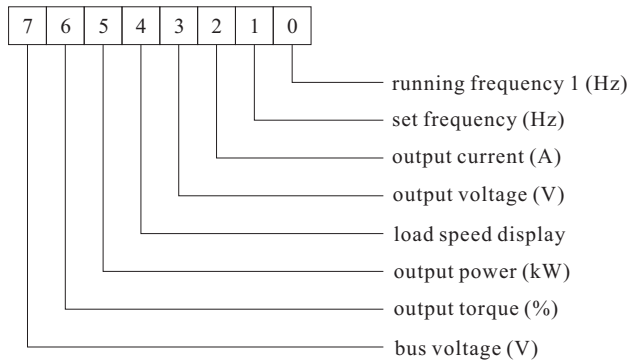 7 6 5 4 3 2 1 0
running frequency 1 (Hz)
set frequency (Hz)
output current (A)
output voltage (V)
load speed display
output power (kW)
output torque (%)
bus voltage (V)